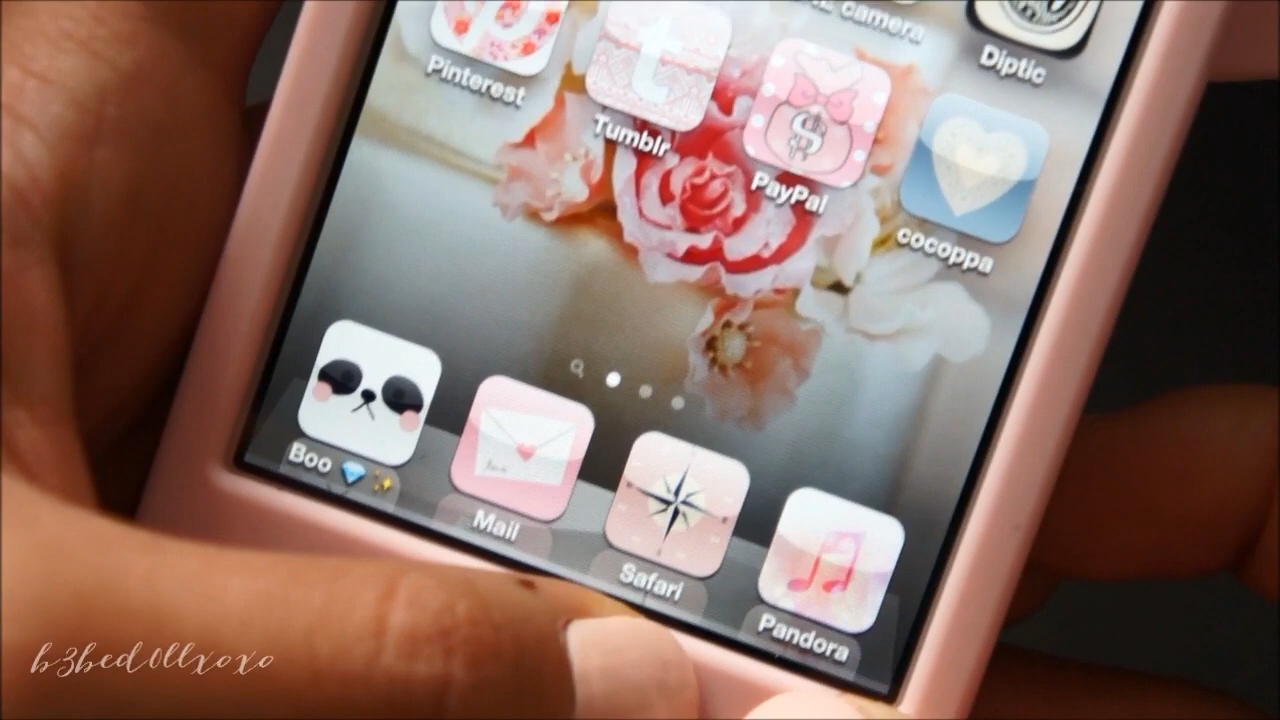 camera
Diptic
Pinterest
Tumblr
PayPal
cocoppa
Boo 💎✨
Mail
Safari
Pandora
b3bed0llxoxo